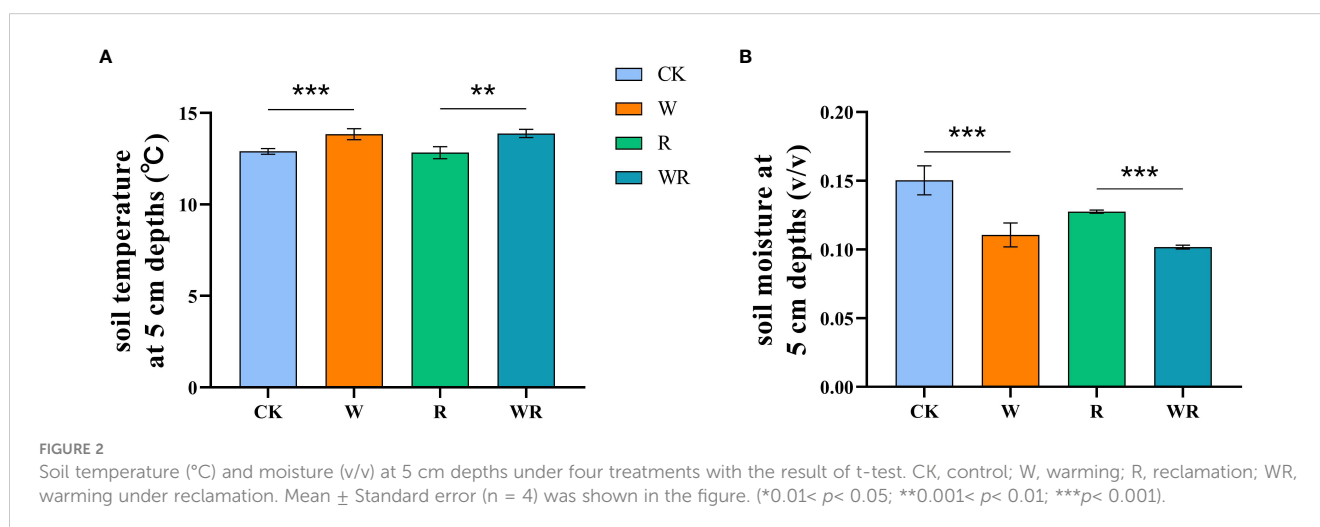 A
soil temperature
at 5 cm depths (℃)
15
10
5
0
***
**
CK
W
R
WR
CK
W
R
WR
B
soil moisture at
5 cm depths (v/v)
0.20
0.15
0.10
0.05
0.00
***
***
CK
W
R
WR
FIGURE 2
Soil temperature (°C) and moisture (v/v) at 5 cm depths under four treatments with the result of t-test. CK, control; W, warming; R, reclamation; WR,
warming under reclamation. Mean ± Standard error (n = 4) was shown in the figure. (*0.01< p< 0.05; **0.001< p< 0.01; ***p< 0.001).